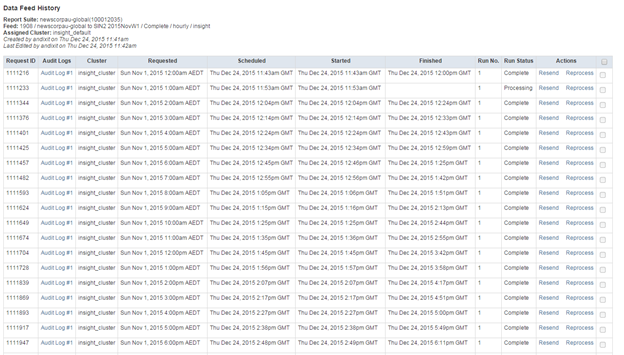 Data Feed History
Report Suite: newscorpau-global(100012035)
Feed: 1908 / newscorpau-global to SIN2 2015NovW1 / Complete / hourly / insight
Assigned Cluster: insight_default
Created by andixit on Thu Dec 24, 2015 11:41am
Last Edited by andixit on Thu Dec 24, 2015 11:42am
Request ID Audit Logs Cluster Requested Scheduled Started Finished Run No. Run Status Actions
1111216 Audit Log #1 insight_cluster Sun Nov 1, 2015 12:00am AEDT Thu Dec 24, 2015 11:43am GMT Thu Dec 24, 2015 11:43am GMT Thu Dec 24, 2015 12:00pm GMT 1 Complete Resend Reprocess
1111233 Audit Log #1 insight_cluster Sun Nov 1, 2015 1:00am AEDT Thu Dec 24, 2015 11:53am GMT Thu Dec 24, 2015 11:53am GMT 1 Processing Resend Reprocess
1111344 Audit Log #1 insight_cluster Sun Nov 1, 2015 2:00am AEDT Thu Dec 24, 2015 12:04pm GMT Thu Dec 24, 2015 12:04pm GMT Thu Dec 24, 2015 12:24pm GMT 1 Complete Resend Reprocess
1111376 Audit Log #1 insight_cluster Sun Nov 1, 2015 3:00am AEDT Thu Dec 24, 2015 12:14pm GMT Thu Dec 24, 2015 12:14pm GMT Thu Dec 24, 2015 12:33pm GMT 1 Complete Resend Reprocess
1111401 Audit Log #1 insight_cluster Sun Nov 1, 2015 4:00am AEDT Thu Dec 24, 2015 12:24pm GMT Thu Dec 24, 2015 12:24pm GMT Thu Dec 24, 2015 12:43pm GMT 1 Complete Resend Reprocess
1111425 Audit Log #1 insight_cluster Sun Nov 1, 2015 5:00am AEDT Thu Dec 24, 2015 12:34pm GMT Thu Dec 24, 2015 12:34pm GMT Thu Dec 24, 2015 12:59pm GMT 1 Complete Resend Reprocess
1111457 Audit Log #1 insight_cluster Sun Nov 1, 2015 6:00am AEDT Thu Dec 24, 2015 12:45pm GMT Thu Dec 24, 2015 12:46pm GMT Thu Dec 24, 2015 1:25pm GMT 1 Complete Resend Reprocess
1111482 Audit Log #1 insight_cluster Sun Nov 1, 2015 7:00am AEDT Thu Dec 24, 2015 12:55pm GMT Thu Dec 24, 2015 12:56pm GMT Thu Dec 24, 2015 1:42pm GMT 1 Complete Resend Reprocess
1111593 Audit Log #1 insight_cluster Sun Nov 1, 2015 8:00am AEDT Thu Dec 24, 2015 1:05pm GMT Thu Dec 24, 2015 1:06pm GMT Thu Dec 24, 2015 1:51pm GMT 1 Complete Resend Reprocess
1111624 Audit Log #1 insight_cluster Sun Nov 1, 2015 9:00am AEDT Thu Dec 24, 2015 1:15pm GMT Thu Dec 24, 2015 1:16pm GMT Thu Dec 24, 2015 2:13pm GMT 1 Complete Resend Reprocess
1111649 Audit Log #1 insight_cluster Sun Nov 1, 2015 10:00am AEDT Thu Dec 24, 2015 1:25pm GMT Thu Dec 24, 2015 1:25pm GMT Thu Dec 24, 2015 2:44pm GMT 1 Complete Resend Reprocess
1111674 Audit Log #1 insight_cluster Sun Nov 1, 2015 11:00am AEDT Thu Dec 24, 2015 1:35pm GMT Thu Dec 24, 2015 1:36pm GMT Thu Dec 24, 2015 2:55pm GMT 1 Complete Resend Reprocess
1111704 Audit Log #1 insight_cluster Sun Nov 1, 2015 12:00pm AEDT Thu Dec 24, 2015 1:45pm GMT Thu Dec 24, 2015 1:45pm GMT Thu Dec 24, 2015 3:42pm GMT 1 Complete Resend Reprocess
1111728 Audit Log #1 insight_cluster Sun Nov 1, 2015 1:00pm AEDT Thu Dec 24, 2015 1:56pm GMT Thu Dec 24, 2015 1:57pm GMT Thu Dec 24, 2015 3:58pm GMT 1 Complete Resend Reprocess
1111839 Audit Log #1 insight_cluster Sun Nov 1, 2015 2:00pm AEDT Thu Dec 24, 2015 2:07pm GMT Thu Dec 24, 2015 2:07pm GMT Thu Dec 24, 2015 4:17pm GMT 1 Complete Resend Reprocess
1111869 Audit Log #1 insight_cluster Sun Nov 1, 2015 3:00pm AEDT Thu Dec 24, 2015 2:17pm GMT Thu Dec 24, 2015 2:17pm GMT Thu Dec 24, 2015 4:51pm GMT 1 Complete Resend Reprocess
1111893 Audit Log #1 insight_cluster Sun Nov 1, 2015 4:00pm AEDT Thu Dec 24, 2015 2:27pm GMT Thu Dec 24, 2015 2:27pm GMT Thu Dec 24, 2015 5:00pm GMT 1 Complete Resend Reprocess
1111917 Audit Log #1 insight_cluster Sun Nov 1, 2015 5:00pm AEDT Thu Dec 24, 2015 2:38pm GMT Thu Dec 24, 2015 2:38pm GMT Thu Dec 24, 2015 5:49pm GMT 1 Complete Resend Reprocess
1111947 Audit Log #1 insight_cluster Sun Nov 1, 2015 6:00pm AEDT Thu Dec 24, 2015 2:48pm GMT Thu Dec 24, 2015 2:49pm GMT Thu Dec 24, 2015 6:11pm GMT 1 Complete Resend Reprocess